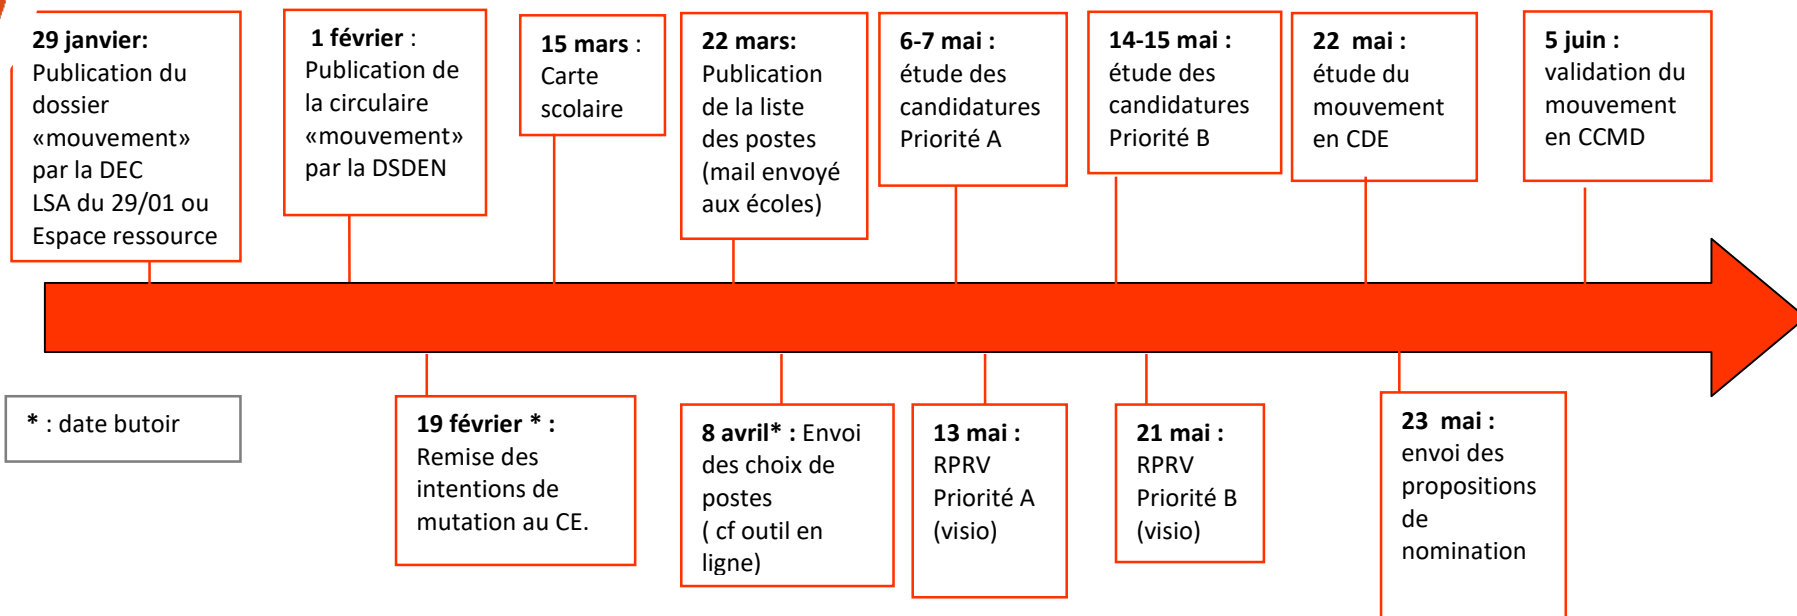 29 janvier:
Publication du
dossier
«mouvement»
par la DEC
LSA du 29/01 ou
Espace ressource
1 février :
Publication de
la circulaire
«mouvement»
par la DSDEN
15 mars :
Carte
scolaire
22 mars:
Publication
de la liste
des postes
(mail envoyé
aux écoles)
6-7 mai :
étude des
candidatures
Priorité A
14-15 mai :
étude des
candidatures
Priorité B
22 mai :
étude du
mouvement
en CDE
5 juin :
validation du
mouvement
en CCMD
* : date butoir
19 février * :
Remise des
intentions de
mutation au CE.
8 avril* : Envoi
des choix de
postes
( cf outil en
ligne)
13 mai :
RPRV
Priorité A
(visio)
21 mai :
RPRV
Priorité B
(visio)
23 mai :
envoi des
propositions
de
nomination